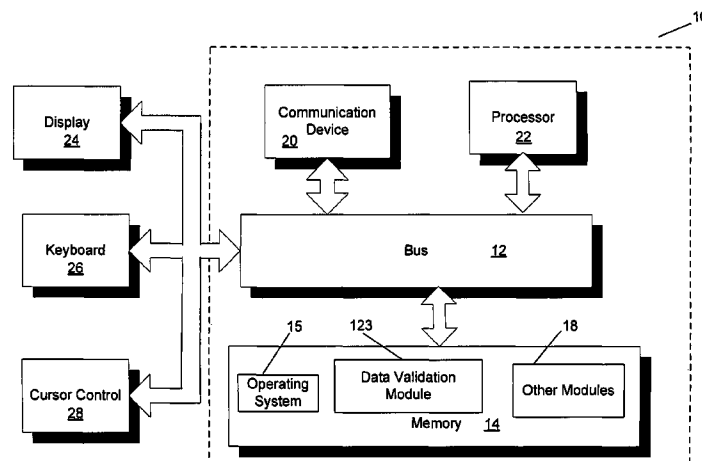 Display
24
Communication
Device
20
Processor
22
Keyboard
26
Bus 12
15
123
18
Cursor Control
28
Operating
System
Data Validation
Module
Other Modules
Memory 14